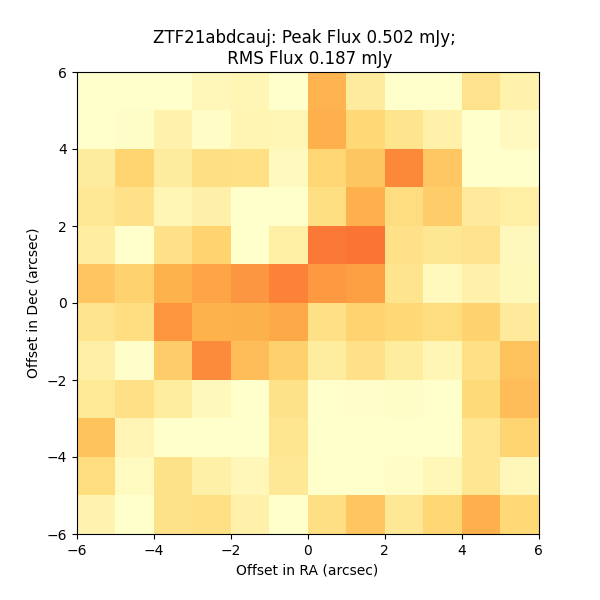 ZTF21abdcauj: Peak Flux 0.502 mJy;
RMS Flux 0.187 mJy
6
4
2
0
−2
−4
−6
Offset in Dec (arcsec)
−6 −4 −2 0 2 4 6
Offset in RA (arcsec)